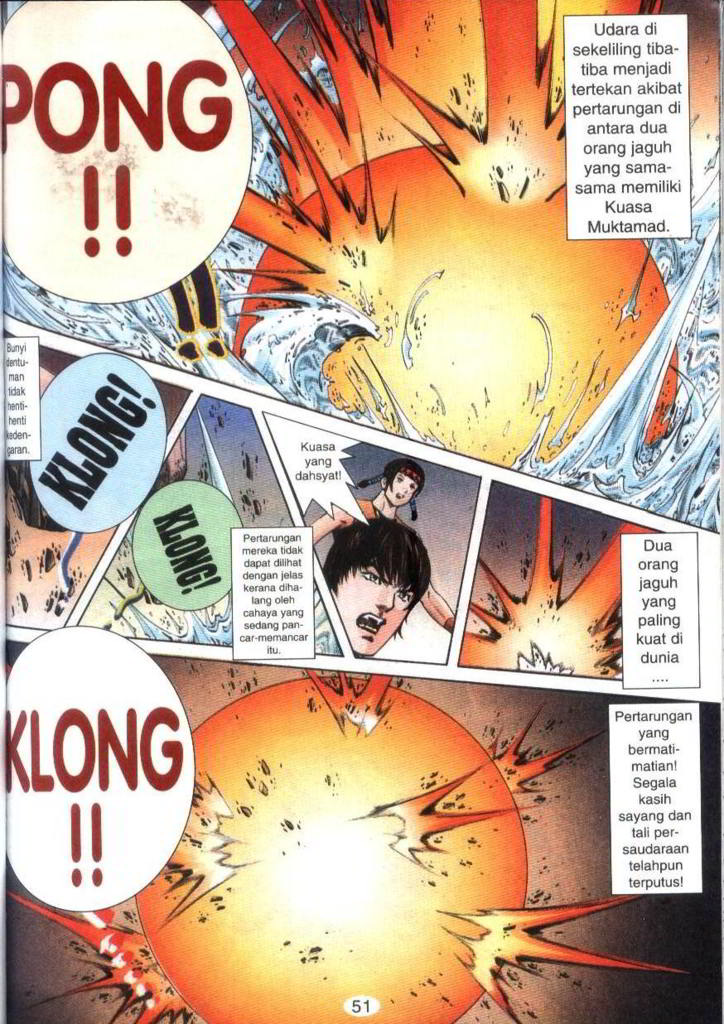 PONG
!!
Udara di
sekeliling tiba-
tiba menjadi
tertekan akibat
pertarungan di
antara dua
orang jaguh
yang sama-
sama memiliki
Kuasa
Muktamad.
!!
Bunyi
dentu-
man
tidak
henti-
henti
keden-
garan.
KLONG!
KLONG!
Pertarungan
mereka tidak
dapat dilihat
dengan jelas
kerana diha-
lang oleh
cahaya yang
sedang pan-
car-memancar
itu.
Kuasa
yang
dahsyat!
Dua
orang
jaguh
yang
paling
kuat di
dunia
....
KLONG
!!
Pertarungan
yang
bermati-
matian!
Segala
kasih
sayang dan
tali per-
saudaraan
telahpun
terputus!
51